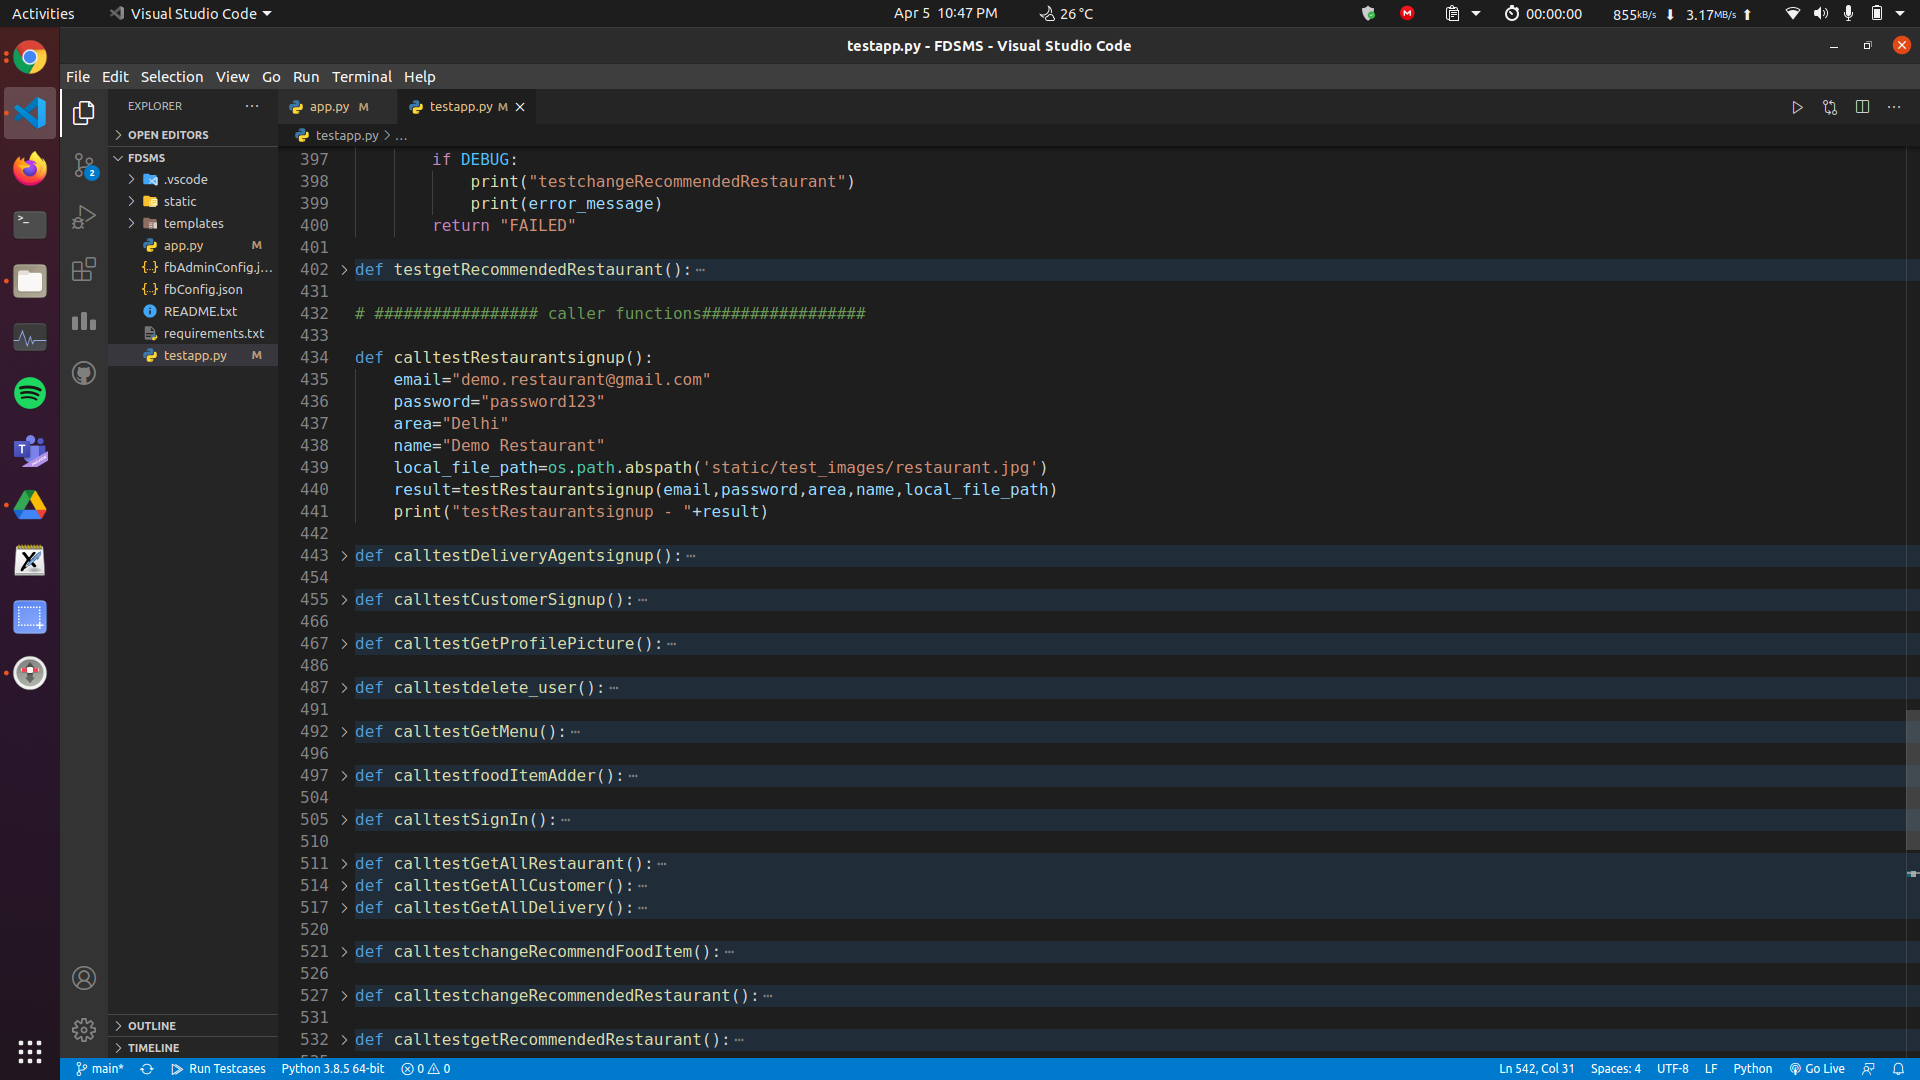 Activities Visual Studio Code Apr 5 10:47 PM 26 °C 00:00:00 855kB/s 3.17MB/s
testapp.py - FDSMS - Visual Studio Code
File Edit Selection View Go Run Terminal Help
EXPLORER
app.py M
testapp.py M
OPEN EDITORS
testapp.py > ...
FDSMS
.vscode
static
templates
app.py M
fbAdminConfig.j...
fbConfig.json
README.txt
requirements.txt
testapp.py M
OUTLINE
TIMELINE
397 if DEBUG:
398 print("testchangeRecommendedRestaurant")
399 print(error_message)
400 return "FAILED"
401
402 def testgetRecommendedRestaurant():
431
432 # ################# caller functions#################
433
434 def calltestRestaurantsignup():
435 email="demo.restaurant@gmail.com"
436 password="password123"
437 area="Delhi"
438 name="Demo Restaurant"
439 local_file_path=os.path.abspath('static/test_images/restaurant.jpg')
440 result=testRestaurantsignup(email,password,area,name,local_file_path)
441 print("testRestaurantsignup - "+result)
442
443 def calltestDeliveryAgentsignup():
454
455 def calltestCustomerSignup():
466
467 def calltestGetProfilePicture():
486
487 def calltestdelete_user():
491
492 def calltestGetMenu():
496
497 def calltestfoodItemAdder():
504
505 def calltestSignIn():
510
511 def calltestGetAllRestaurant():
514 def calltestGetAllCustomer():
517 def calltestGetAllDelivery():
520
521 def calltestchangeRecommendFoodItem():
526
527 def calltestchangeRecommendedRestaurant():
531
532 def calltestgetRecommendedRestaurant():
main* Run Testcases Python 3.8.5 64-bit 0 0 Ln 542, Col 31 Spaces: 4 UTF-8 LF Python Go Live